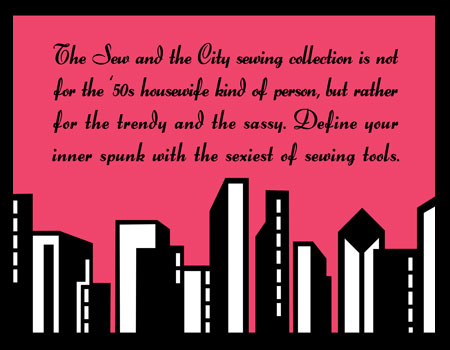 The Sew and the City sewing collection is not
for the '50s housewife kind of person, but rather
for the trendy and the sassy. Define your
inner spunk with the sexiest of sewing tools.